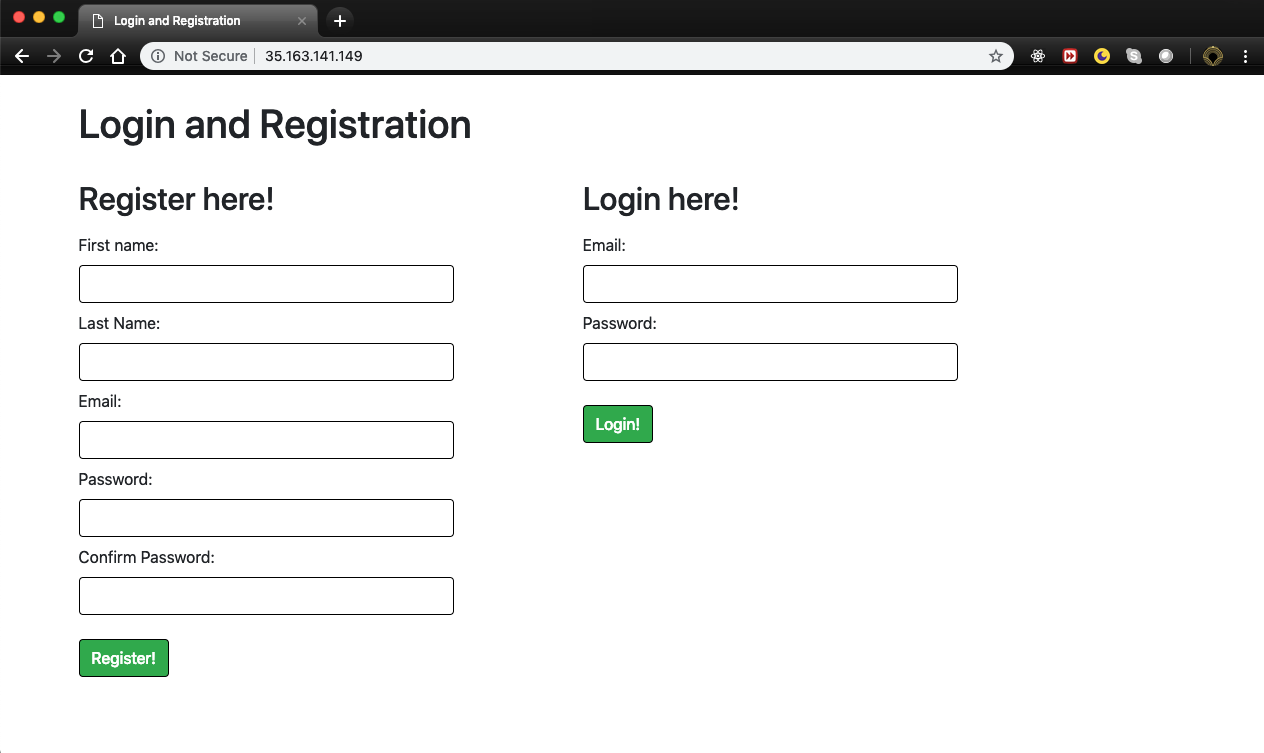 Login and Registration
Not Secure
35.163.141.149
Login and Registration
Register here!
First name:
Last Name:
Email:
Password:
Confirm Password:
Register!
Login here!
Email:
Password:
Login!